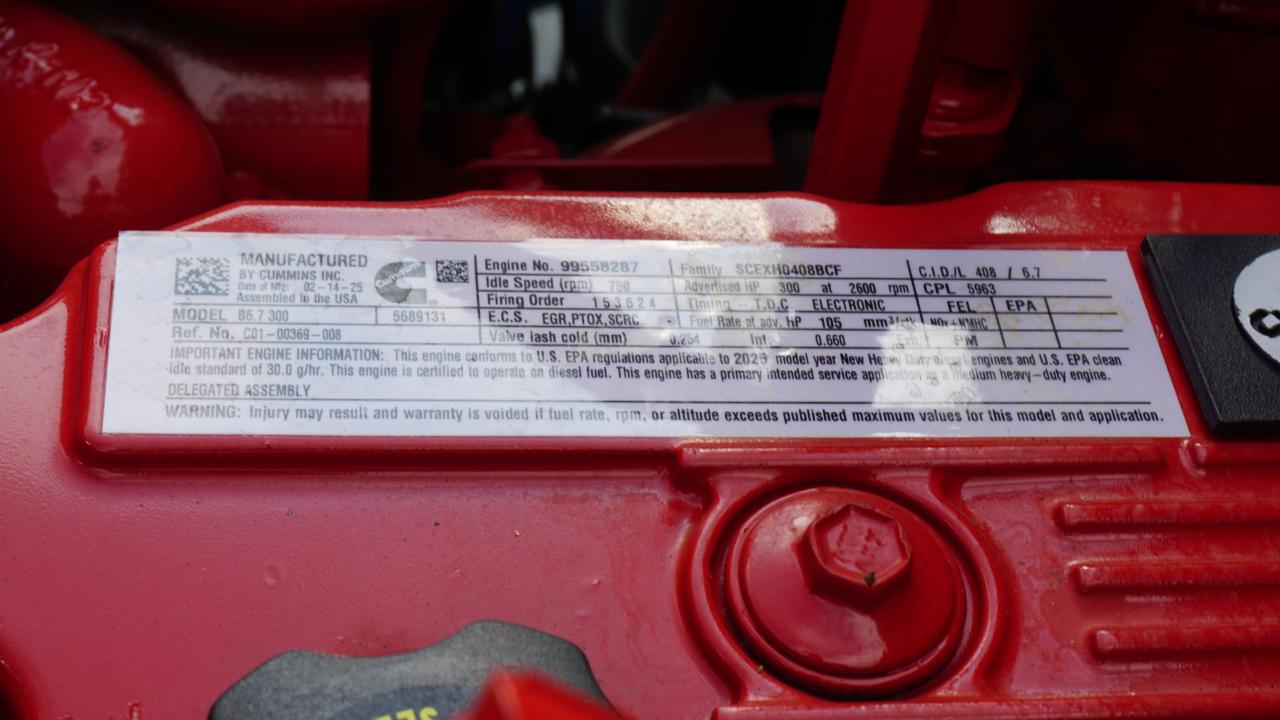 MANUFACTURED
BY CUMMINS INC.
Date of Mfg: 02-14-25
Assembled in the USA
Cummins
MODEL B6.7 300 5689131
Ref. No. C01-00369-008
Engine No. 99558287
Idle Speed (rpm) 750
Firing Order 1 5 3 6 2 4
E.C.S. EGR,PTOX,SCRC
Valve lash cold (mm) 0.254 Int. 0.660
Family SCEXH0408BCF
Advertised HP 300 at 2600 rpm
Timing - T.D.C ELECTRONIC
Fuel Rate at adv. HP 105
C.I.D./L 408 / 6.7
CPL 5963
FEL EPA
NOx+NMHC
PM
IMPORTANT ENGINE INFORMATION: This engine conforms to U.S. EPA regulations applicable to 2025 model year New Heavy Duty diesel engines and U.S. EPA clean
idle standard of 30.0 g/hr. This engine is certified to operate on diesel fuel. This engine has a primary intended service application as a medium heavy-duty engine.
DELEGATED ASSEMBLY
WARNING: Injury may result and warranty is voided if fuel rate, rpm, or altitude exceeds published maximum values for this model and application.